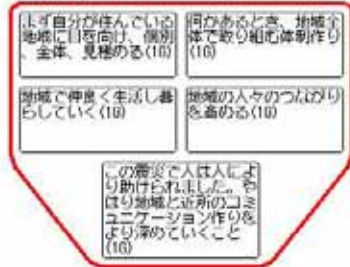 まず自分が住んでいる
地域に目を向け、個別
、全体、見極める(1G)
何かあるとき、地域全
体で取り組む体制作り
(1G)
地域で仲良く生活し暮
らしていく(1G)
地域の人々のつながり
を高める(1G)
この震災で人は人によ
り助けられました。や
はり地域と近所のコミ
ュニケーション作りを
より深めていくこと
(1G)